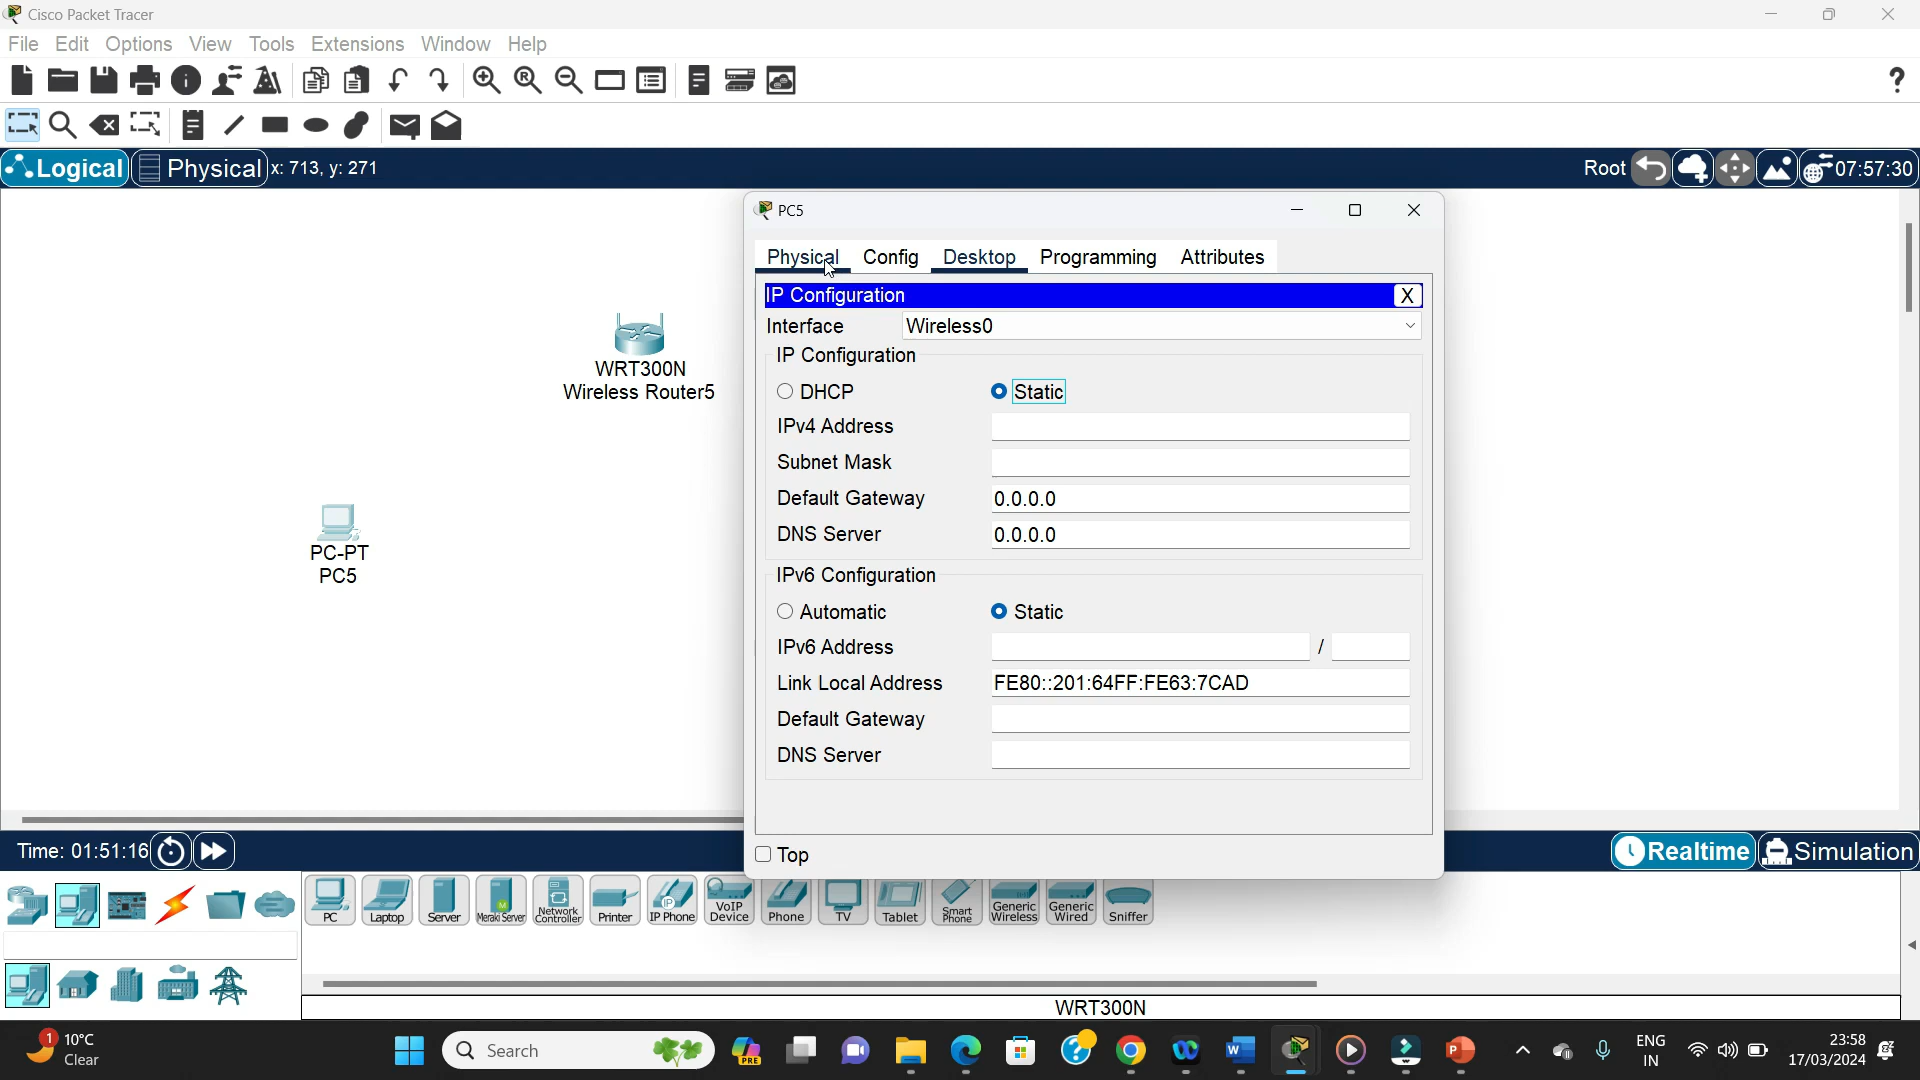 Cisco Packet Tracer
File Edit Options View Tools Extensions Window Help
Logical Physical x: 713, y: 271 Root 07:57:30
PC5
Physical Config Desktop Programming Attributes
IP Configuration X
Interface Wireless0
IP Configuration
DHCP Static
IPv4 Address
Subnet Mask
Default Gateway 0.0.0.0
DNS Server 0.0.0.0
IPv6 Configuration
Automatic Static
IPv6 Address /
Link Local Address FE80::201:64FF:FE63:7CAD
Default Gateway
DNS Server
Top
WRT300N
Wireless Router5
PC-PT
PC5
Time: 01:51:16 Realtime Simulation
PC Laptop Server Meraki Server Network Controller Printer IP Phone VoIP Device Phone TV Tablet Smart Phone Generic Wireless Generic Wired Sniffer
WRT300N
1 10°C
Clear
Search
PRE
ENG
IN
23:58
17/03/2024